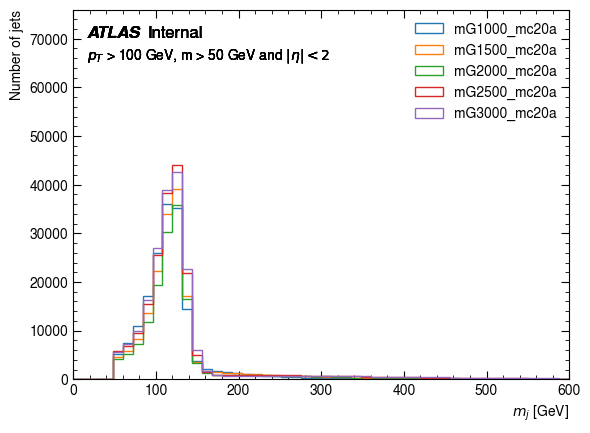 ATLAS Internal
p_T > 100 GeV, m > 50 GeV and |η| < 2
mG1000_mc20a
mG1500_mc20a
mG2000_mc20a
mG2500_mc20a
mG3000_mc20a
Number of jets
70000
60000
50000
40000
30000
20000
10000
0
0 100 200 300 400 500 600
m_j [GeV]